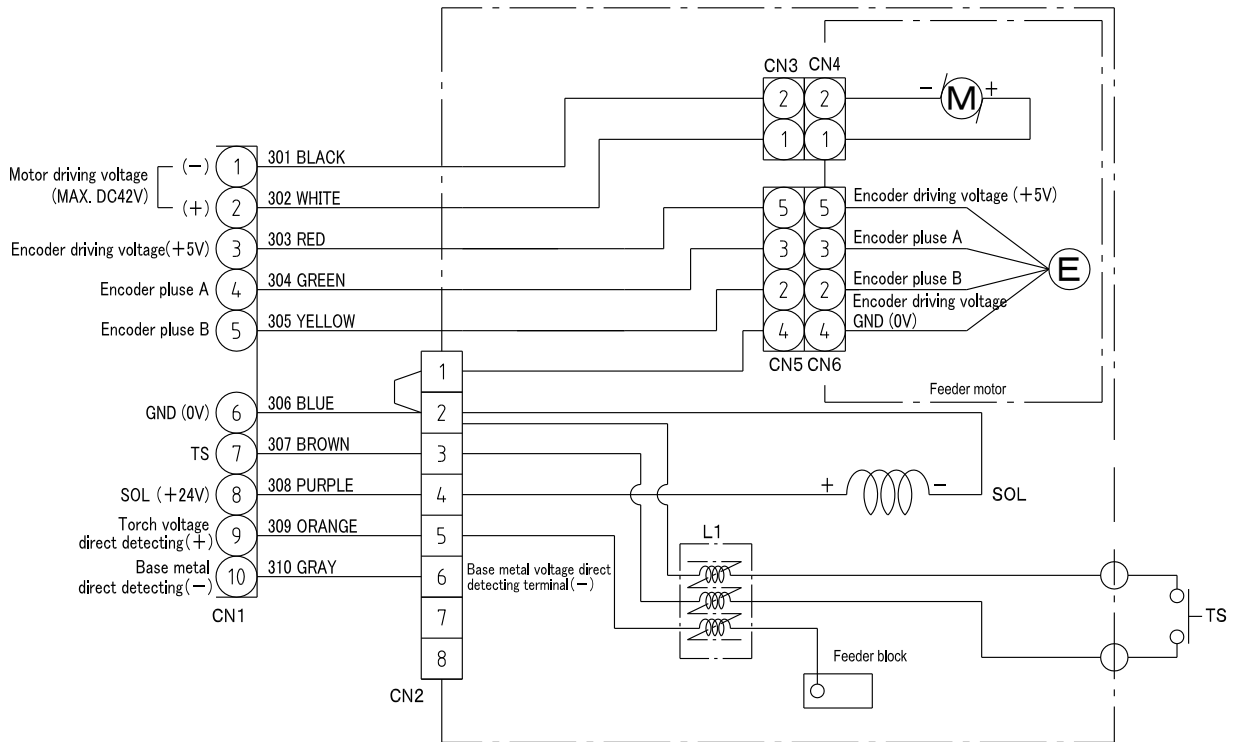 CN3 CN4
2 2 − M +
1 1
Motor driving voltage
(MAX. DC42V)
(−) 1 301 BLACK
(+) 2 302 WHITE
Encoder driving voltage(+5V) 3 303 RED
Encoder pluse A 4 304 GREEN
Encoder pluse B 5 305 YELLOW
5 5 Encoder driving voltage (+5V)
3 3 Encoder pluse A
2 2 Encoder pluse B
4 4 Encoder driving voltage
GND (0V)
E
CN5 CN6
Feeder motor
GND (0V) 6 306 BLUE
TS 7 307 BROWN
SOL (+24V) 8 308 PURPLE
Torch voltage
direct detecting(+) 9 309 ORANGE
Base metal
direct detecting(−) 10 310 GRAY
CN1
1
2
3
4
5
6
7
8
CN2
Base metal voltage direct
detecting terminal(−)
+ − SOL
L1
Feeder block
TS